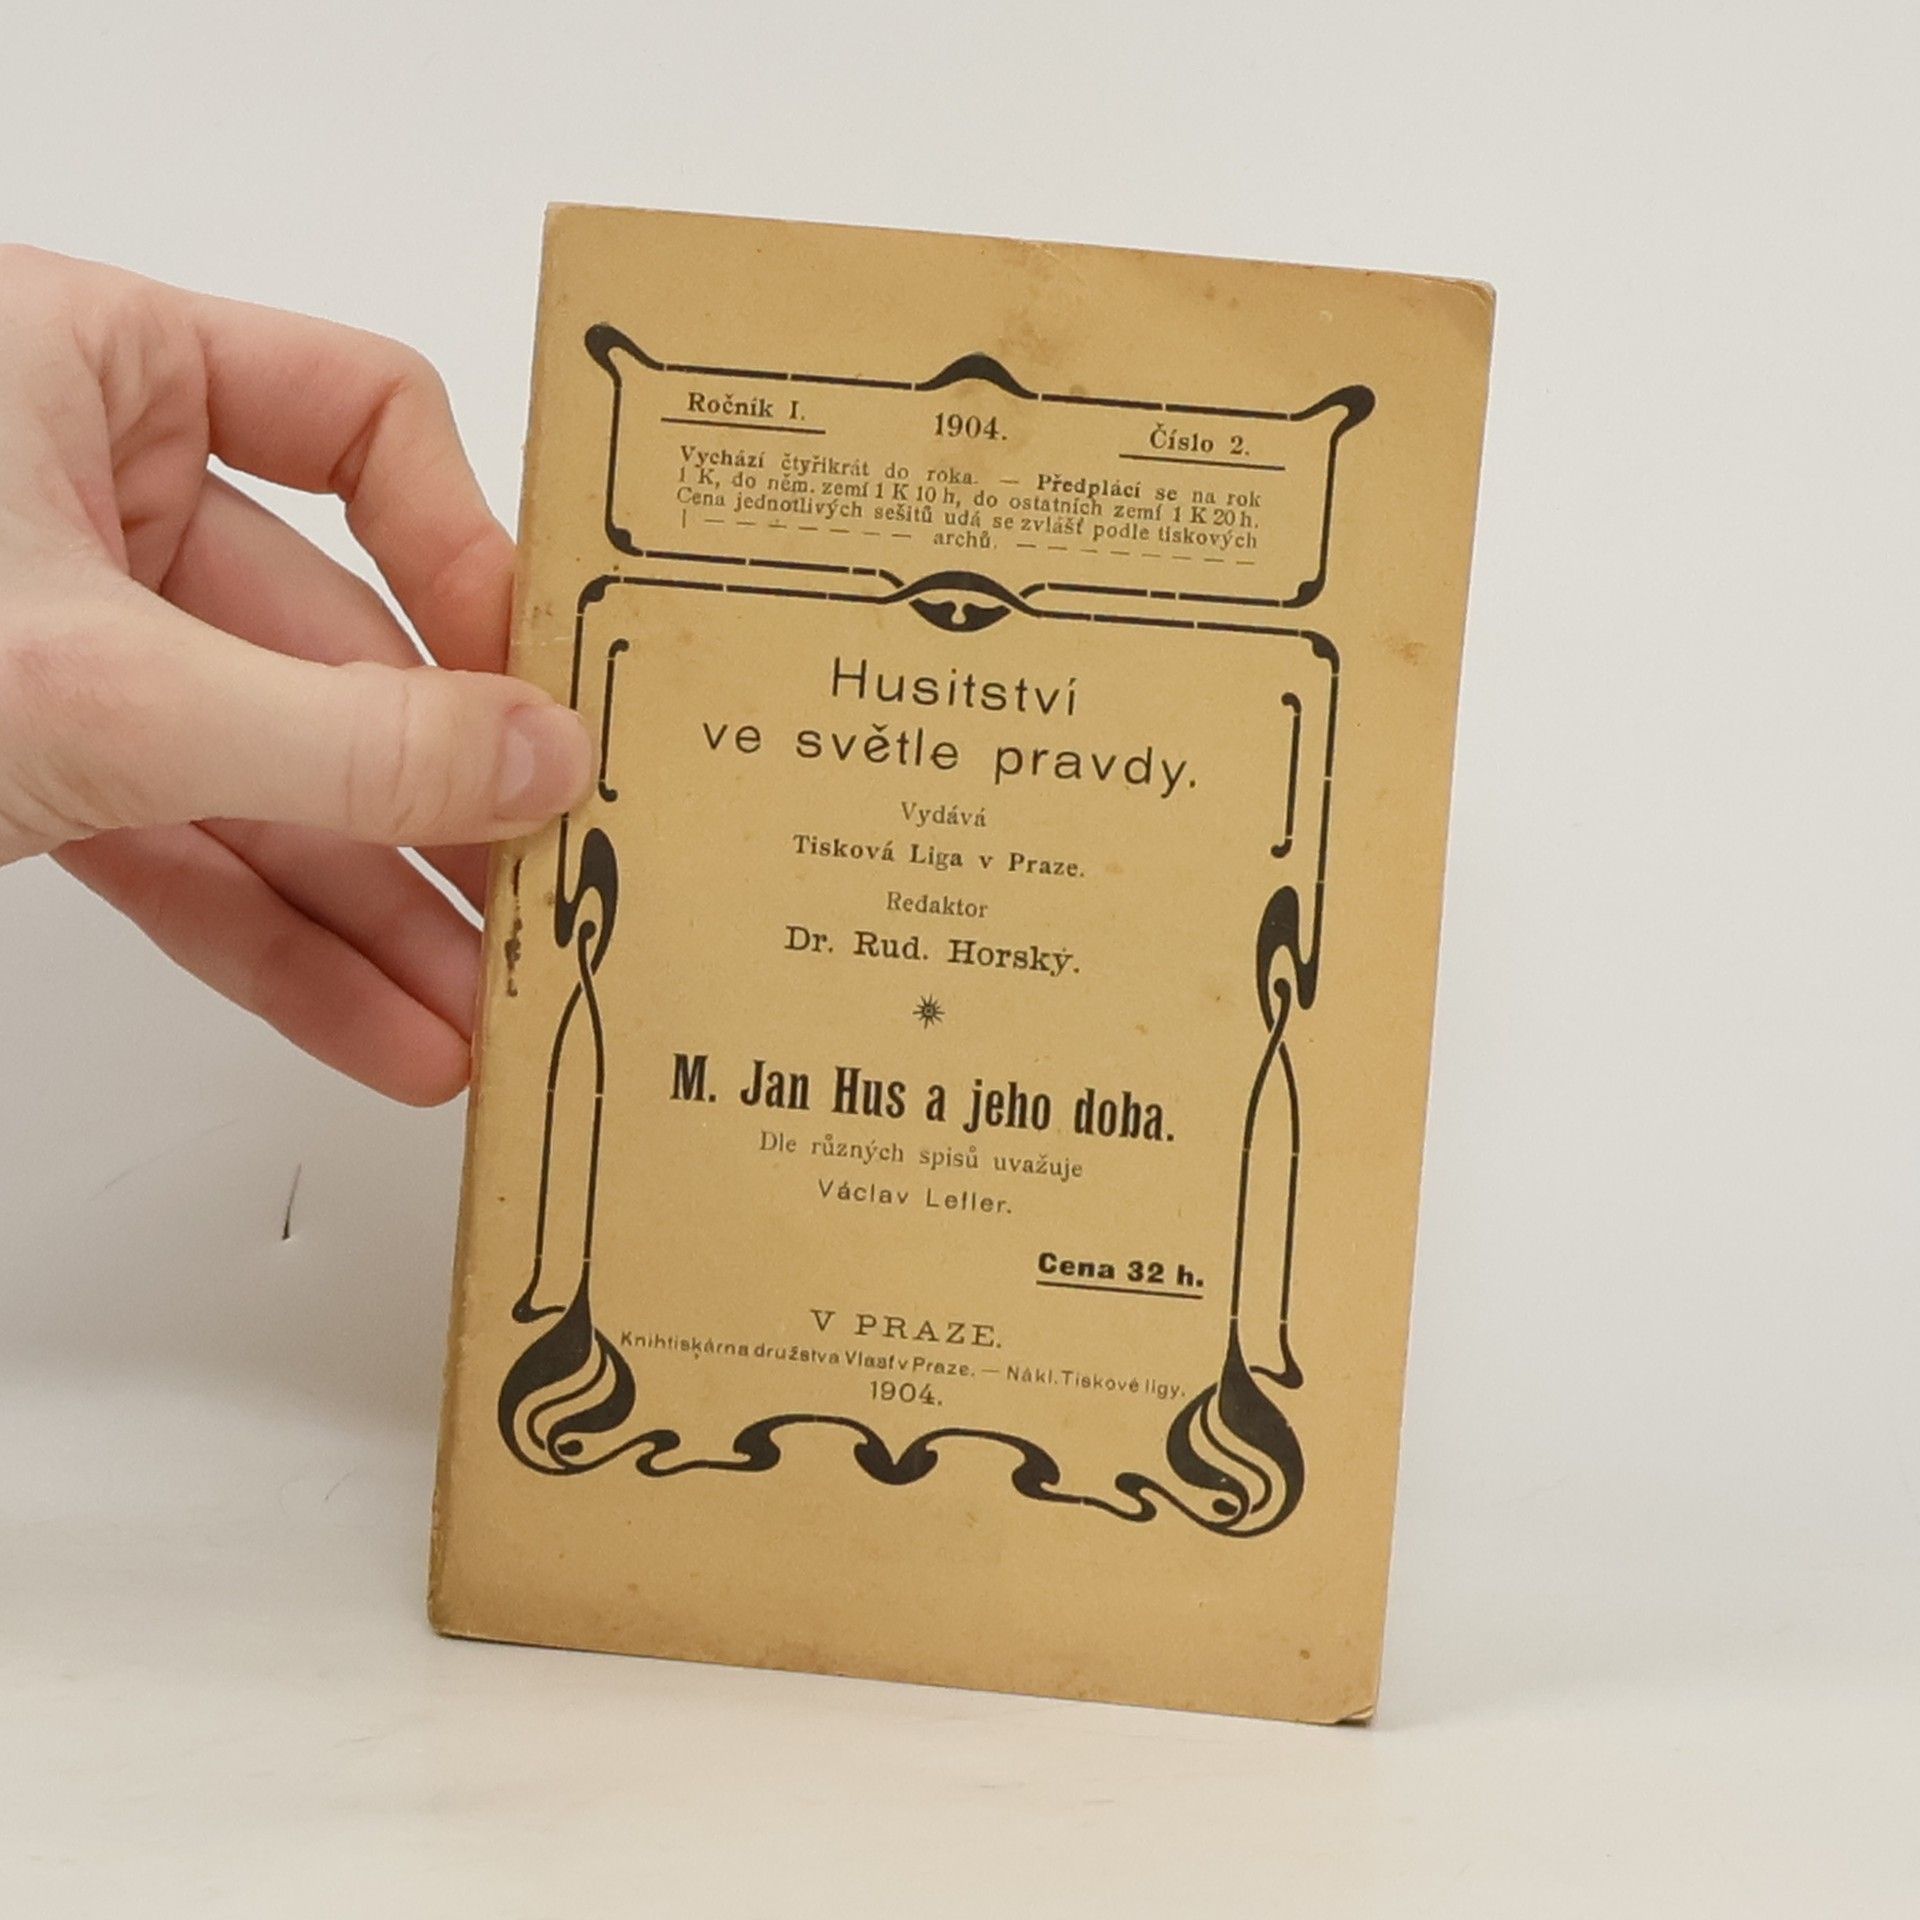 Ročník I.
1904.
Číslo 2.
Vychází čtyřikrát do roka. — Předplácí se na rok
1 K, do něm. zemí 1 K 10 h, do ostatních zemí 1 K 20 h.
Cena jednotlivých sešitů udá se zvlášť podle tiskových
archů.
Husitství
ve světle pravdy.
Vydává
Tisková Liga v Praze.
Redaktor
Dr. Rud. Horský.
M. Jan Hus a jeho doba.
Dle různých spisů uvažuje
Václav Lefler.
Cena 32 h.
V PRAZE.
Knihtiskárna družstva Vlasť v Praze. — Nákl. Tiskové ligy.
1904.